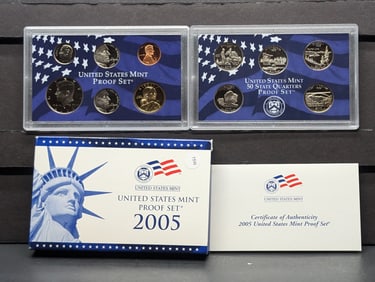 UNITED STATES MINT
PROOF SET
UNITED STATES MINT
50 STATE QUARTERS
PROOF SET
UNITED STATES MINT
UNITED STATES MINT
PROOF SET
2005
UNITED STATES MINT
Certificate of Authenticity
2005 United States Mint Proof Set